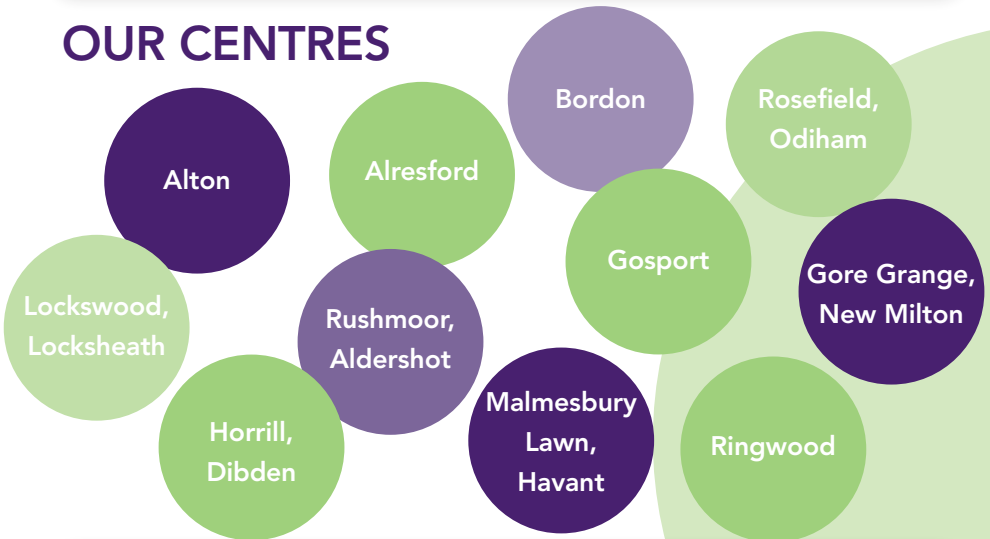 OUR CENTRES
Alton
Alresford
Bordon
Rosefield,
Odiham
Lockswood,
Locksheath
Rushmoor,
Aldershot
Gosport
Gore Grange,
New Milton
Horrill,
Dibden
Malmesbury
Lawn,
Havant
Ringwood